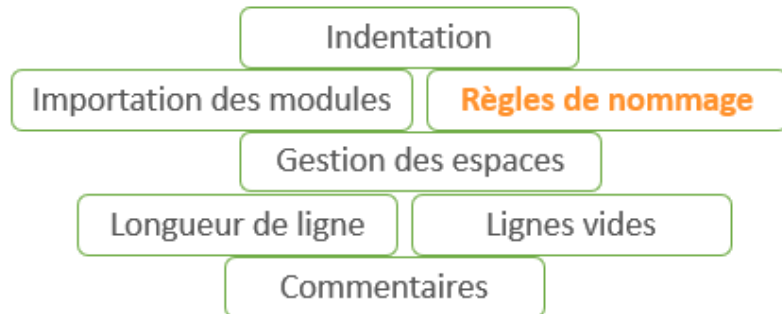 Indentation
Importation des modules
Règles de nommage
Gestion des espaces
Longueur de ligne
Lignes vides
Commentaires